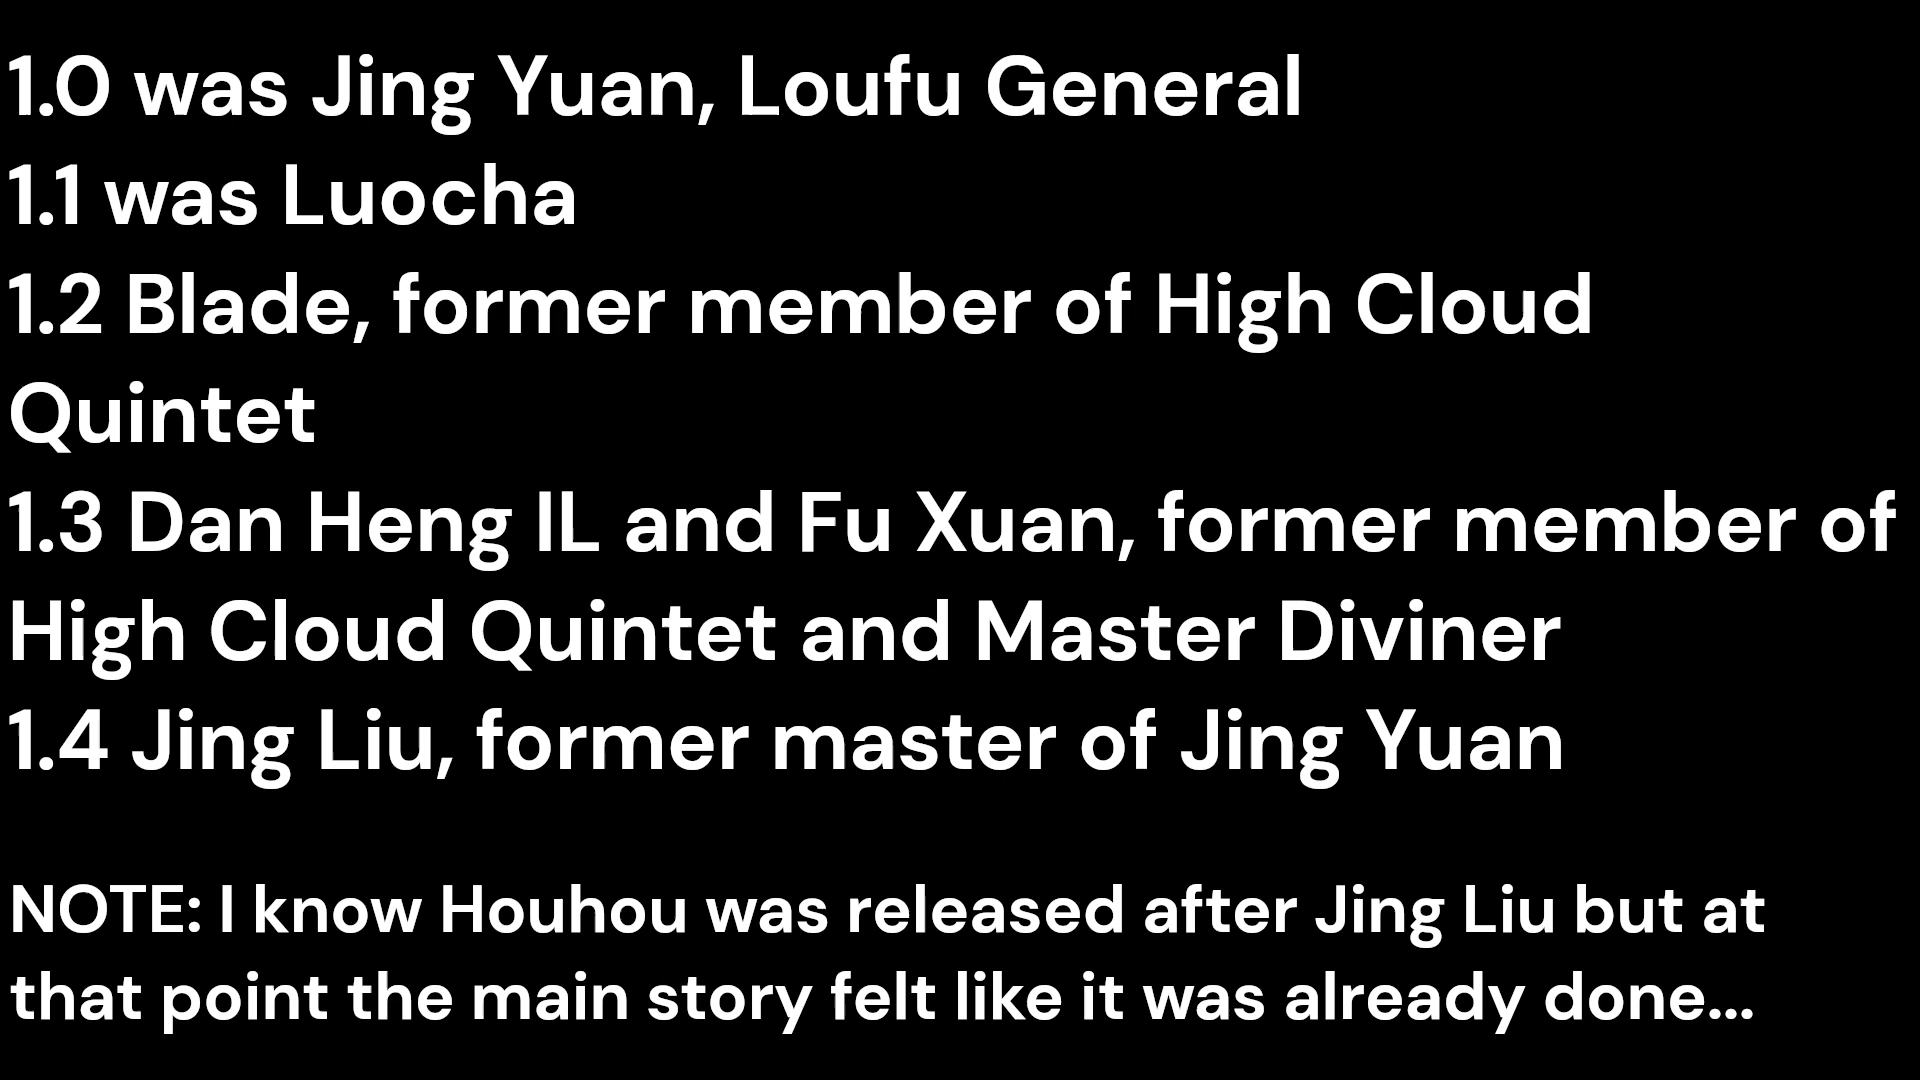 1.0 was Jing Yuan, Loufu General
1.1 was Luocha
1.2 Blade, former member of High Cloud
Quintet
1.3 Dan Heng IL and Fu Xuan, former member of
High Cloud Quintet and Master Diviner
1.4 Jing Liu, former master of Jing Yuan
NOTE: I know Houhou was released after Jing Liu but at
that point the main story felt like it was already done...